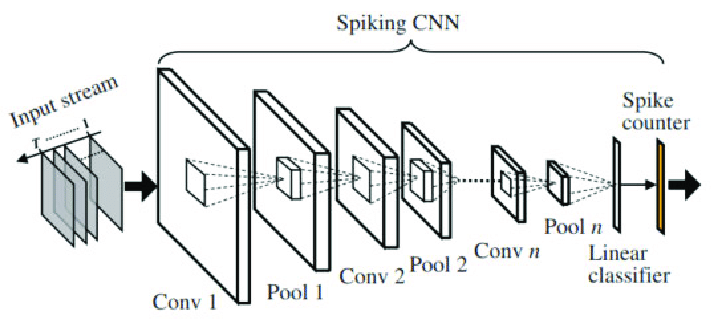 Spiking CNN
Input stream
T ........ 1
Spike
counter
Conv 1
Pool 1
Conv 2
Pool 2
Conv n
Pool n
Linear
classifier